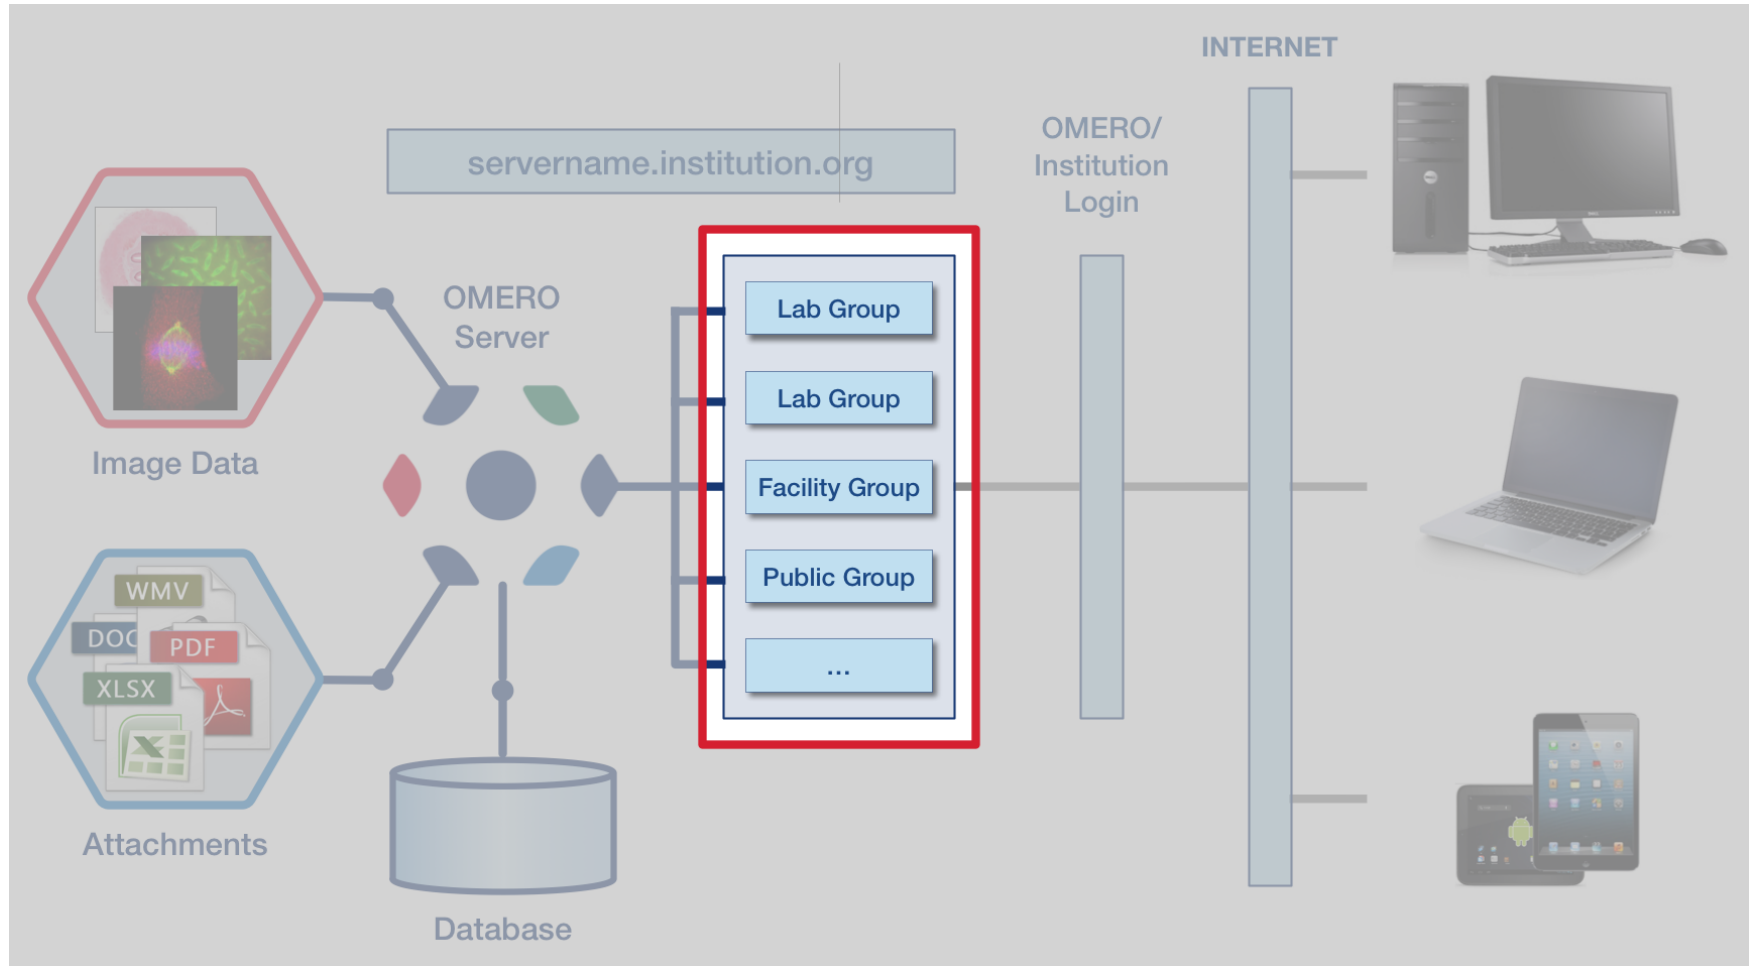 INTERNET
OMERO/
Institution
Login
servername.institution.org
OMERO
Server
Image Data
Lab Group
Lab Group
Facility Group
Public Group
...
WMV
DOC
PDF
XLSX
Attachments
Database